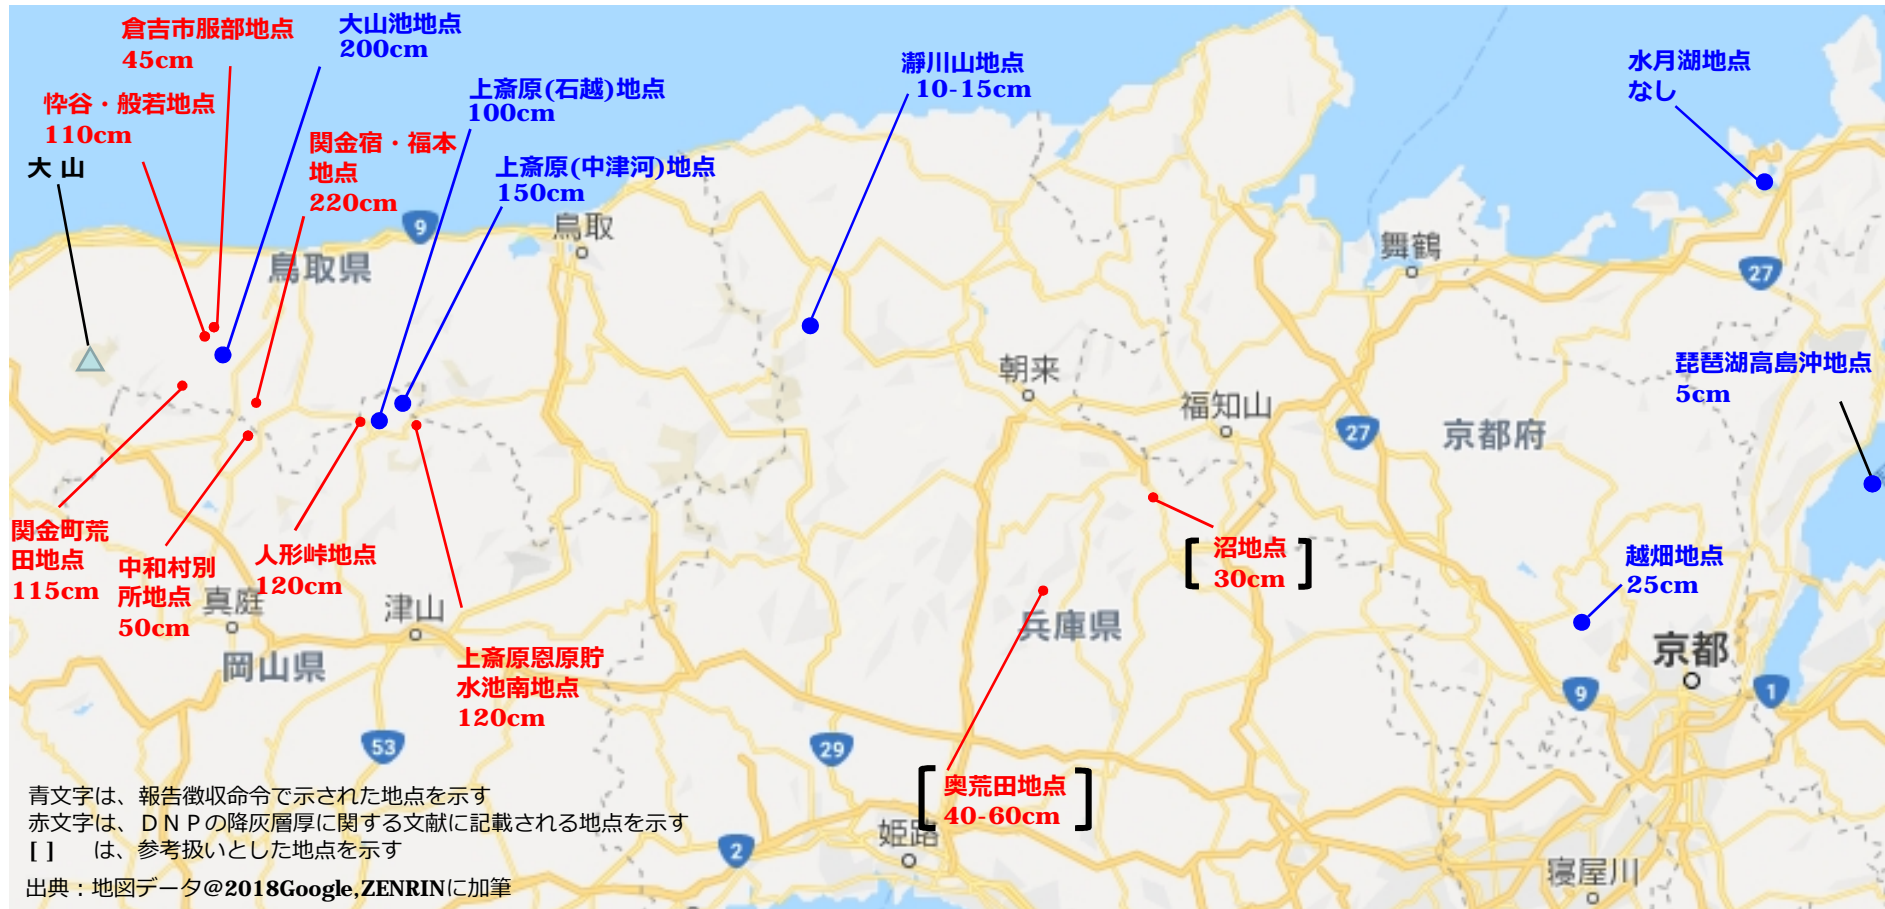 倉吉市服部地点
45cm
大山池地点
200cm
瀞川山地点
10-15cm
水月湖地点
なし
忰谷・般若地点
110cm
大 山
関金宿・福本
地点
220cm
上斎原(石越)地点
100cm
上斎原(中津河)地点
150cm
9
鳥取
鳥取県
舞鶴
27
朝来
福知山
27
京都府
琵琶湖高島沖地点
5cm
関金町荒
田地点
115cm
中和村別
所地点
50cm
人形峠地点
120cm
真庭
津山
岡山県
上斎原恩原貯
水池南地点
120cm
[沼地点
30cm]
兵庫県
越畑地点
25cm
京都
9
1
53
29
[奥荒田地点
40-60cm]
姫路
2
寝屋川
青文字は、報告徴収命令で示された地点を示す
赤文字は、ＤＮＰの降灰層厚に関する文献に記載される地点を示す
[ ] は、参考扱いとした地点を示す
出典：地図データ@2018Google,ZENRINに加筆